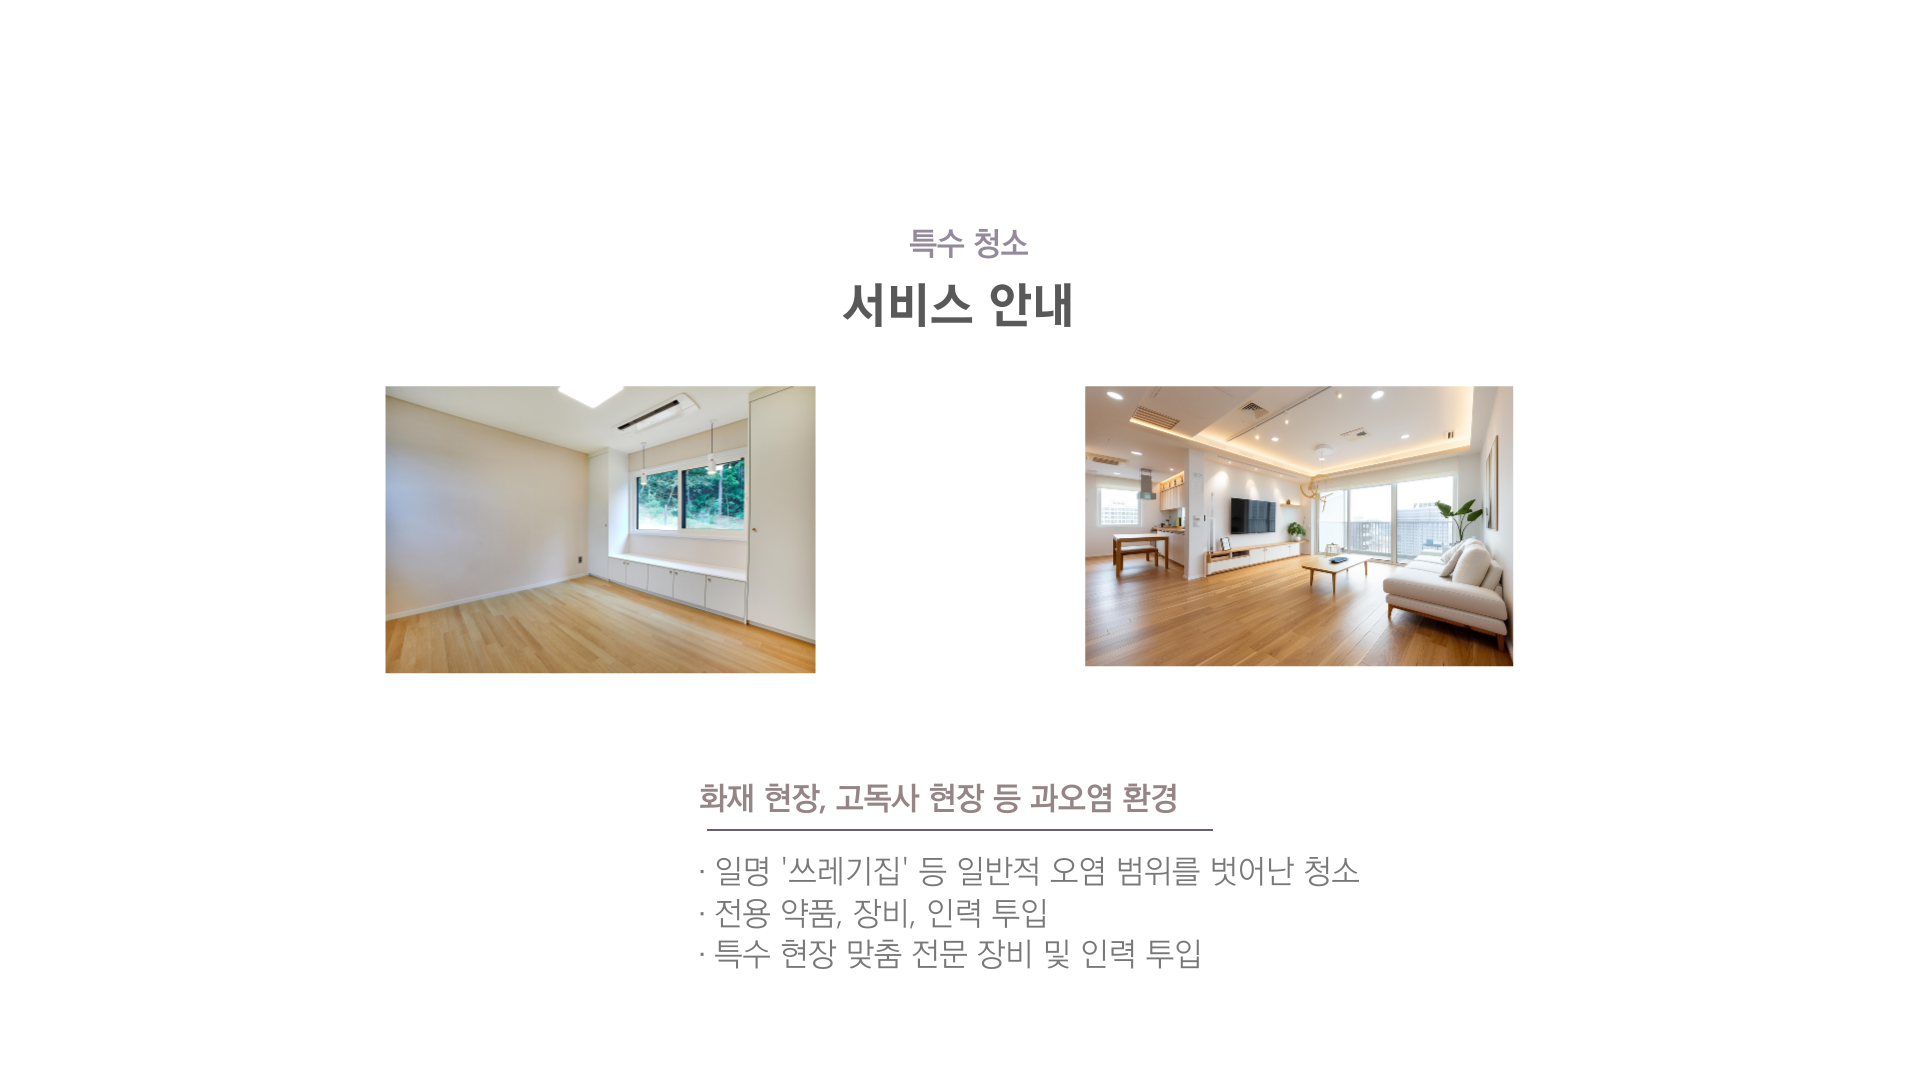 특수 청소
서비스 안내
화재 현장, 고독사 현장 등 과오염 환경
· 일명 '쓰레기집' 등 일반적 오염 범위를 벗어난 청소
· 전용 약품, 장비, 인력 투입
· 특수 현장 맞춤 전문 장비 및 인력 투입